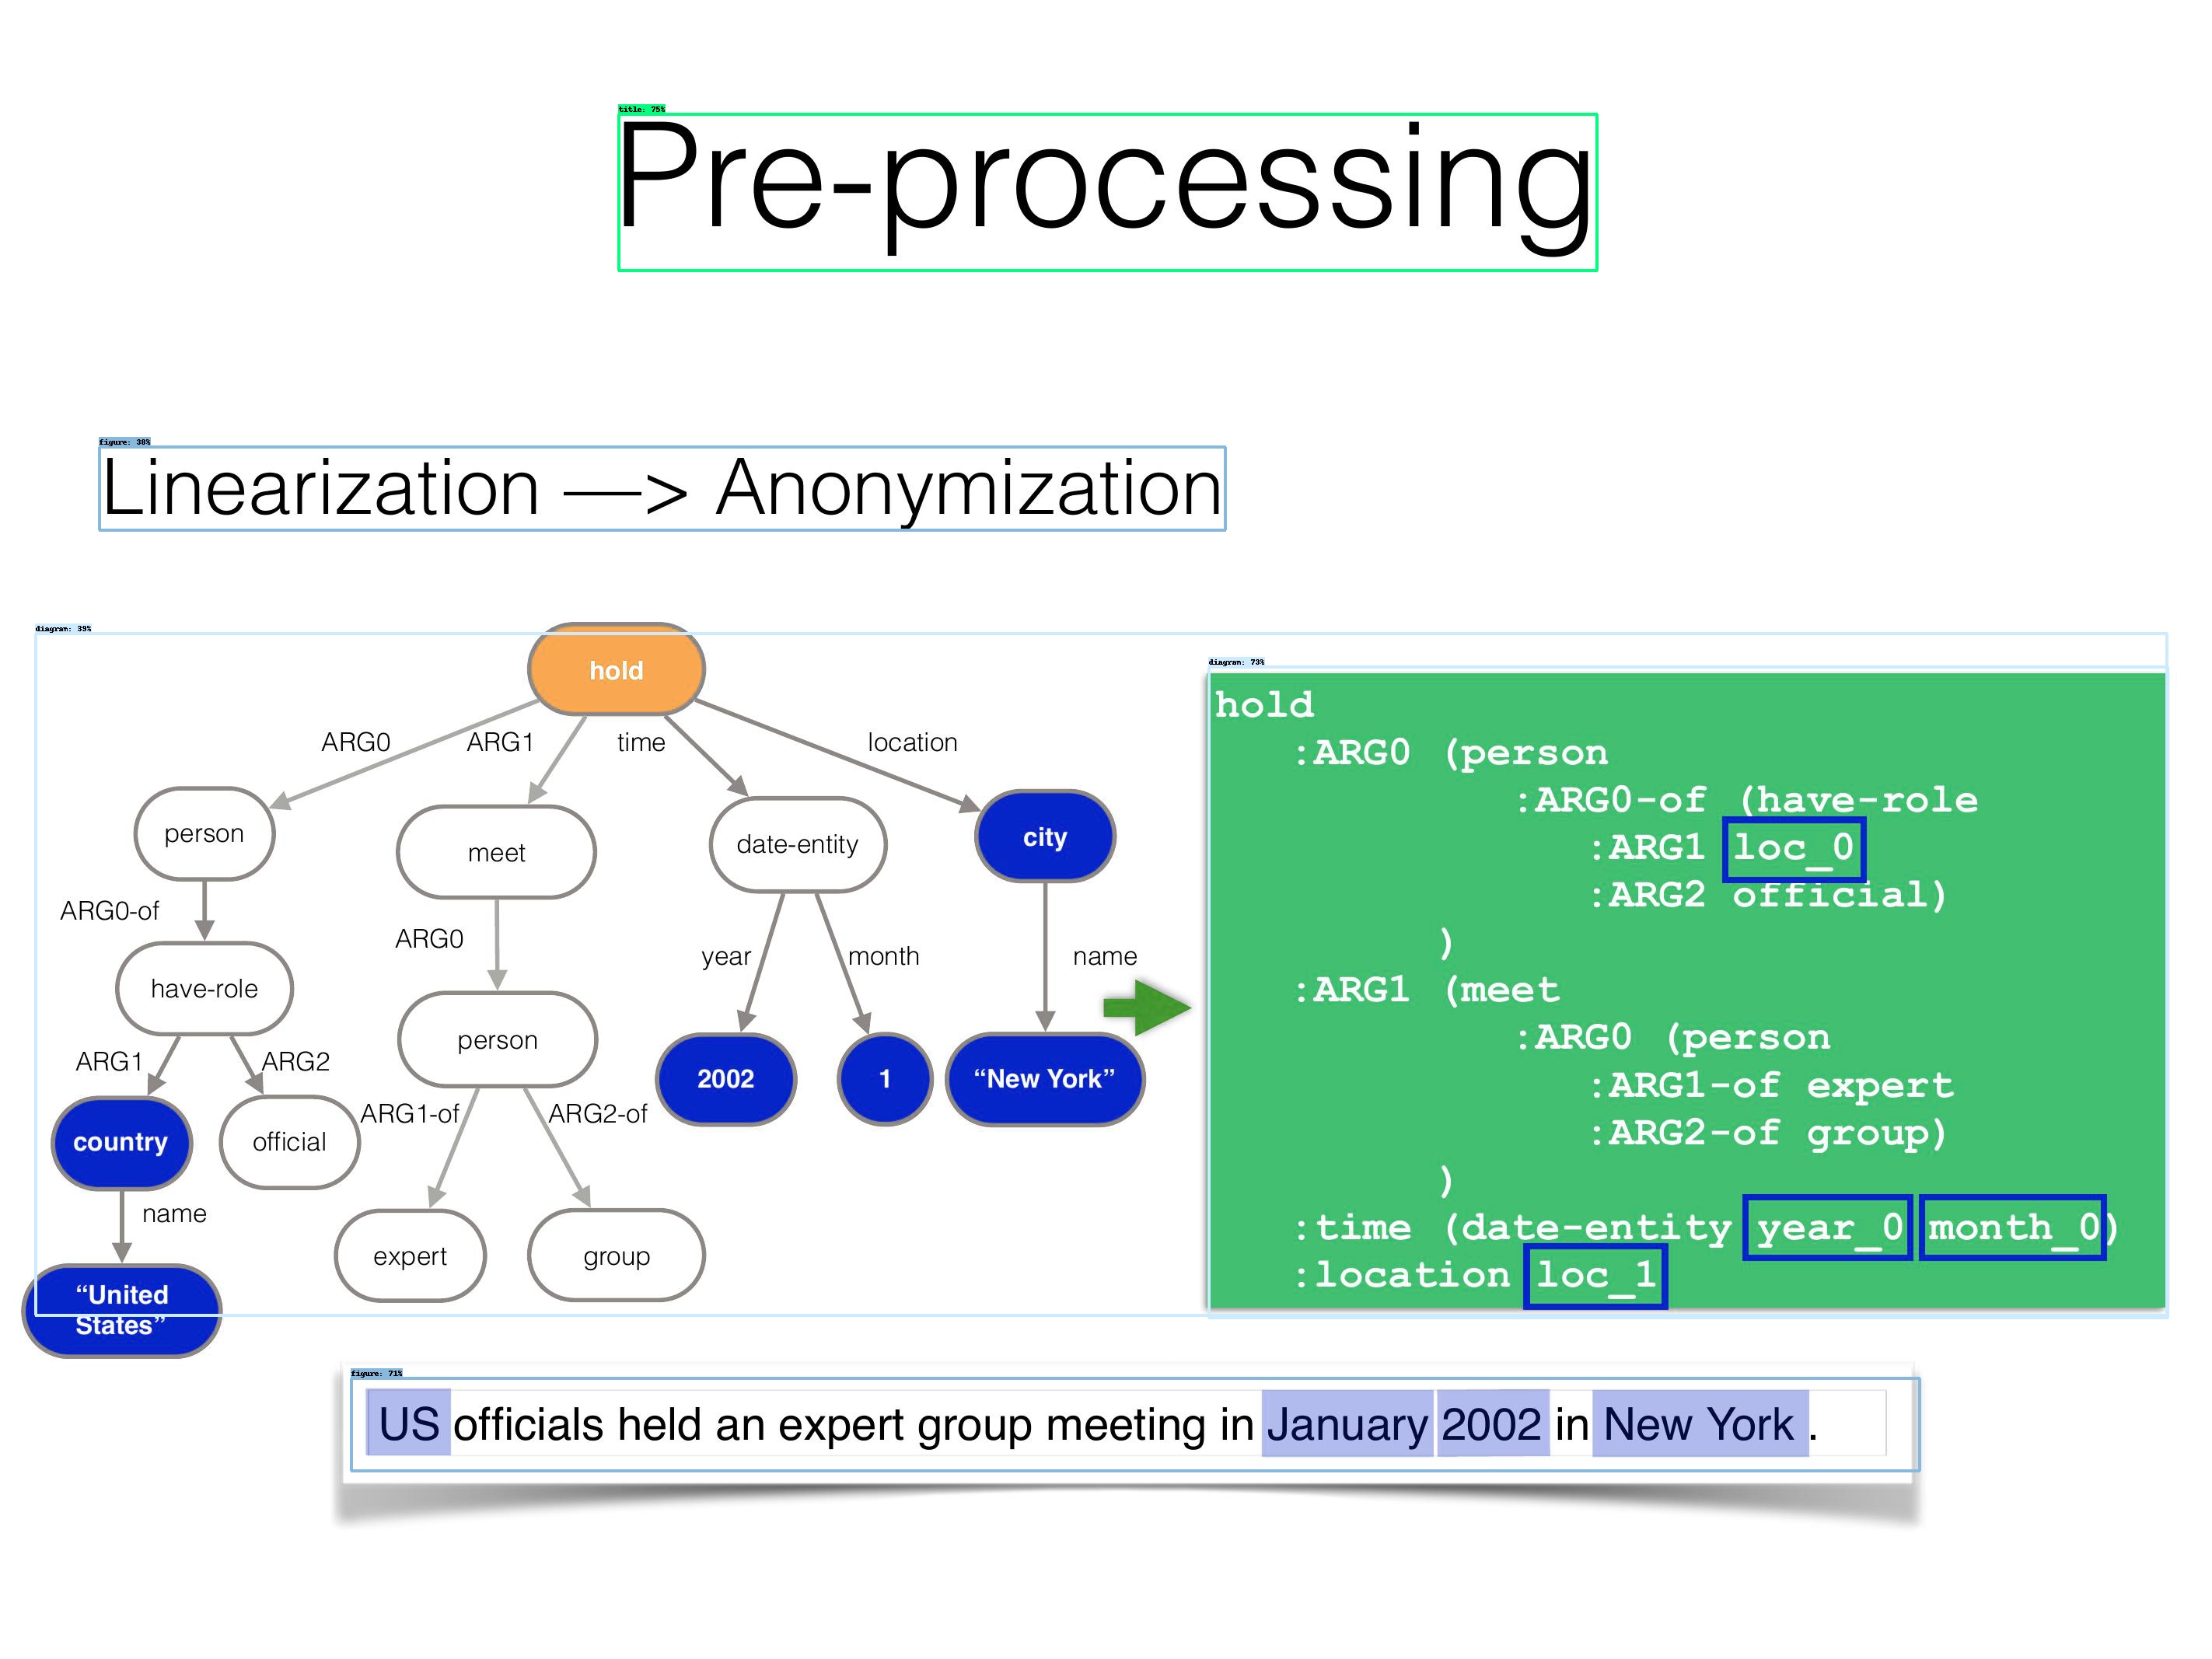 title: 75%
Pre-processing
figure: 38%
Linearization —> Anonymization
diagram: 39%
hold
ARG0
ARG1
time
location
person
meet
date-entity
city
ARG0-of
ARG0
year
month
name
have-role
person
2002
1
“New York”
ARG1
ARG2
ARG1-of
ARG2-of
country
official
name
expert
group
“United
States”
diagram: 73%
hold
:ARG0 (person
:ARG0-of (have-role
:ARG1 loc_0
:ARG2 official)
)
:ARG1 (meet
:ARG0 (person
:ARG1-of expert
:ARG2-of group)
)
:time (date-entity year_0 month_0)
:location loc_1
figure: 71%
US officials held an expert group meeting in January 2002 in New York .